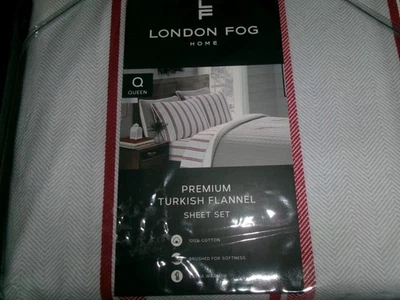 LF
LONDON FOG
HOME
Q
QUEEN
PREMIUM
TURKISH FLANNEL
SHEET SET
100% COTTON
BRUSHED FOR SOFTNESS